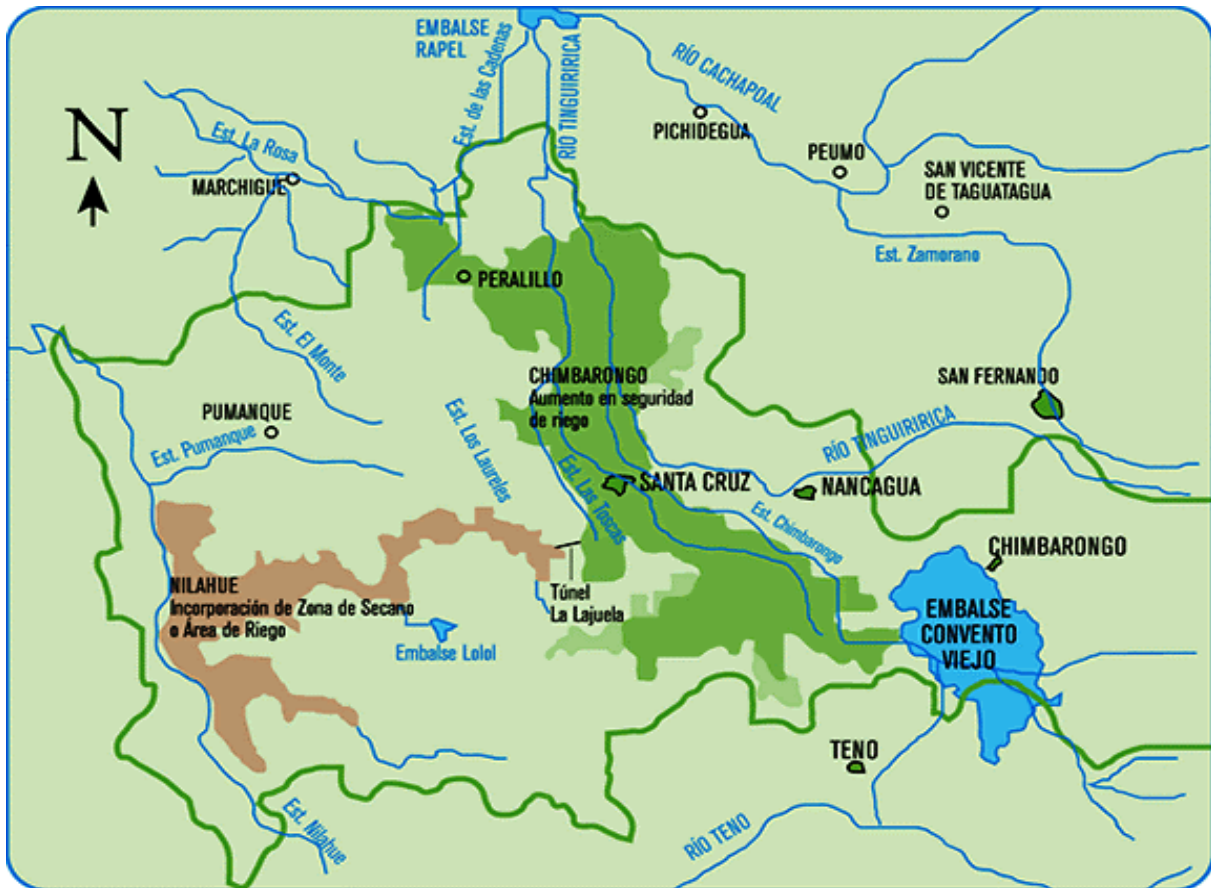 EMBALSE
RAPEL
Est. de las Cadenas
RÍO TINGUIRIRICA
RÍO CACHAPOAL
PICHIDEGUA
PEUMO
SAN VICENTE
DE TAGUATAGUA
N
Est. La Rosa
MARCHIGUE
Est. Zamorano
PERALILLO
Est. El Monte
CHIMBARONGO
Aumento en seguridad
de riego
SAN FERNANDO
PUMANQUE
Est. Pumanque
Est. Los Laureles
Est. Las Toscas
SANTA CRUZ
RÍO TINGUIRIRICA
NANCAGUA
Est. Chimbarongo
CHIMBARONGO
NILAHUE
Incorporación de Zona de Secano
o Área de Riego
Túnel
La Lajuela
Embalse Lolol
EMBALSE
CONVENTO
VIEJO
TENO
Est. Nilahue
RÍO TENO